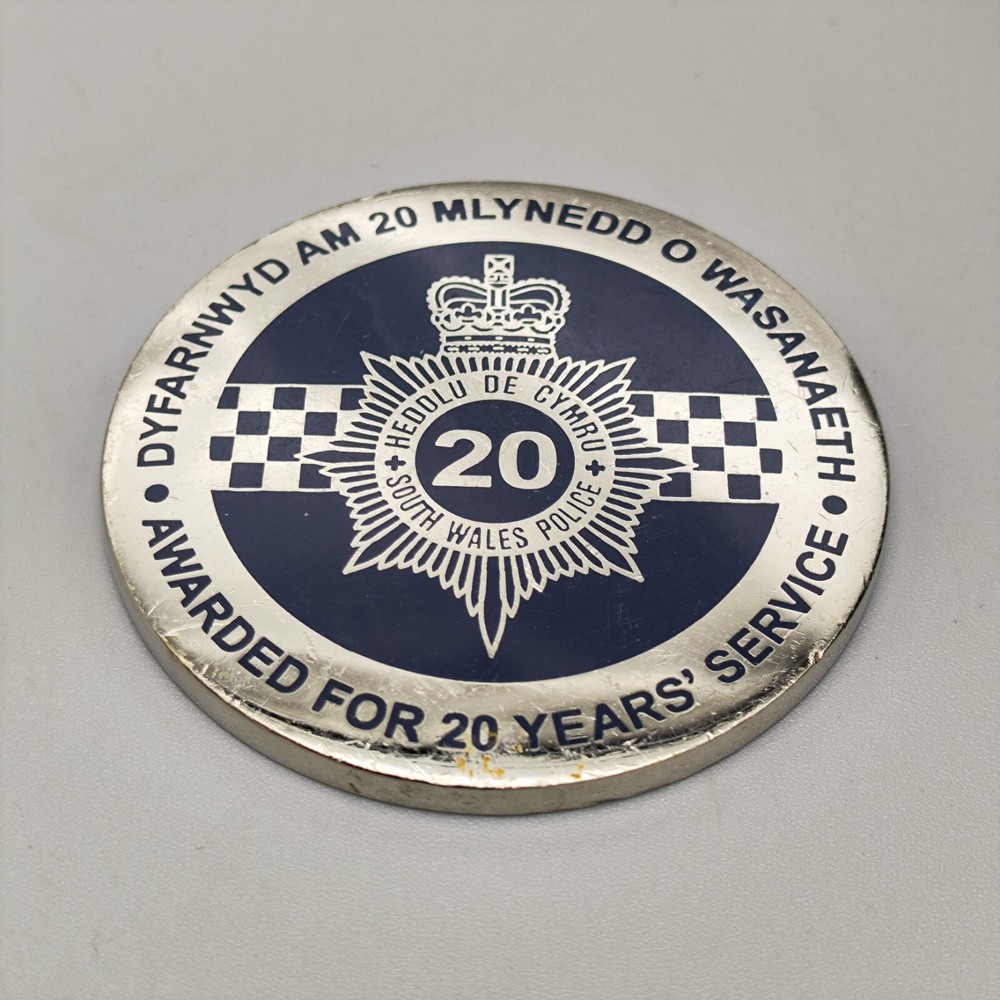 DYFARNWYD AM 20 MLYNEDD O WASANAETH
HEDDLU DE CYMRU
20
SOUTH WALES POLICE
AWARDED FOR 20 YEARS' SERVICE